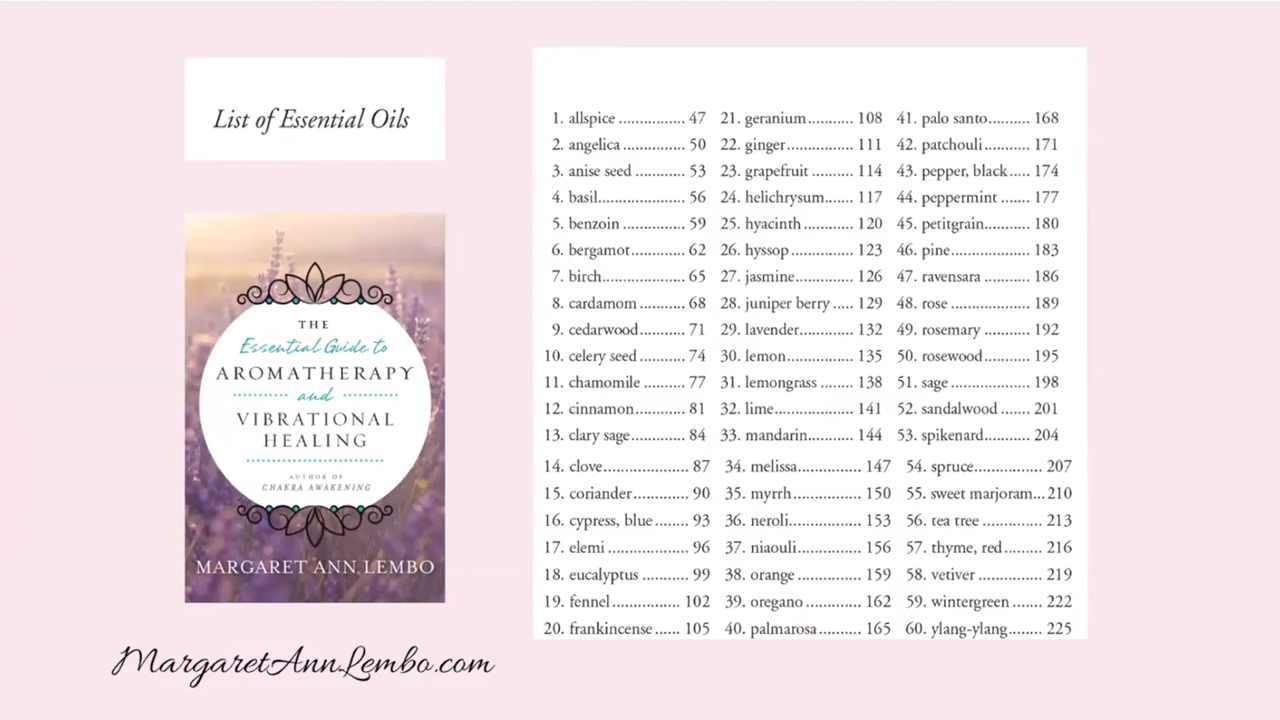 List of Essential Oils
THE
Essential Guide to
AROMATHERAPY
and
VIBRATIONAL
HEALING
AUTHOR OF
CHAKRA AWAKENING
MARGARET ANN LEMBO
MargaretAnnLembo.com
1. allspice ................ 47
2. angelica ............... 50
3. anise seed ............ 53
4. basil..................... 56
5. benzoin ............... 59
6. bergamot............. 62
7. birch.................... 65
8. cardamom ........... 68
9. cedarwood........... 71
10. celery seed ........... 74
11. chamomile .......... 77
12. cinnamon............ 81
13. clary sage............. 84
14. clove.................... 87
15. coriander............. 90
16. cypress, blue ........ 93
17. elemi ................... 96
18. eucalyptus ........... 99
19. fennel ................ 102
20. frankincense ...... 105
21. geranium........... 108
22. ginger................ 111
23. grapefruit .......... 114
24. helichrysum....... 117
25. hyacinth ............ 120
26. hyssop ............... 123
27. jasmine.............. 126
28. juniper berry ..... 129
29. lavender............. 132
30. lemon................ 135
31. lemongrass ........ 138
32. lime................... 141
33. mandarin........... 144
34. melissa............... 147
35. myrrh................ 150
36. neroli................. 153
37. niaouli............... 156
38. orange ............... 159
39. oregano ............. 162
40. palmarosa.......... 165
41. palo santo.......... 168
42. patchouli ........... 171
43. pepper, black ..... 174
44. peppermint ....... 177
45. petitgrain........... 180
46. pine................... 183
47. ravensara ........... 186
48. rose ................... 189
49. rosemary ........... 192
50. rosewood........... 195
51. sage ................... 198
52. sandalwood ....... 201
53. spikenard........... 204
54. spruce................ 207
55. sweet marjoram... 210
56. tea tree .............. 213
57. thyme, red......... 216
58. vetiver ............... 219
59. wintergreen ....... 222
60. ylang-ylang........ 225